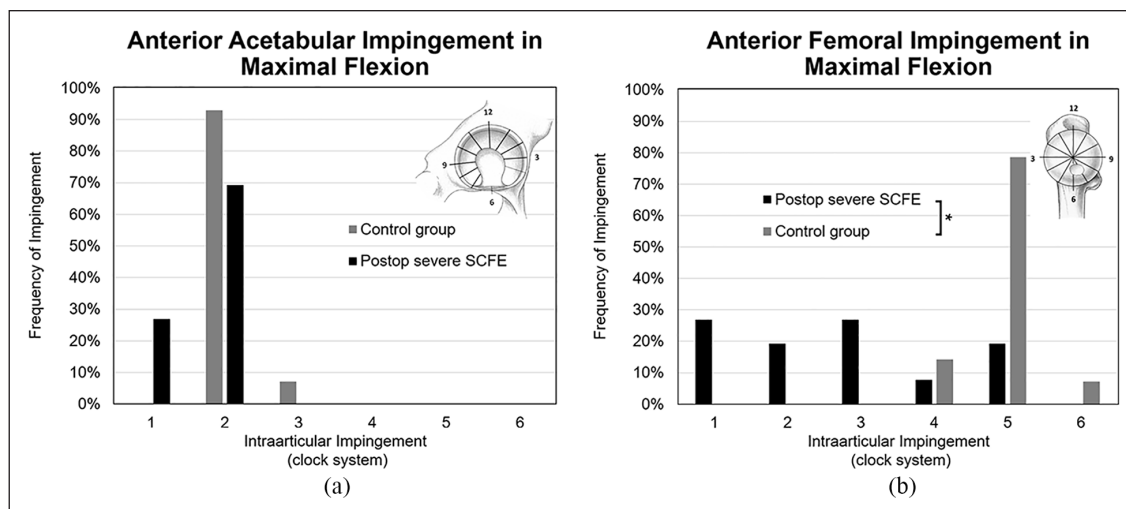 Anterior Acetabular Impingement in
Maximal Flexion
100%
90%
80%
70%
60%
50%
40%
30%
20%
10%
0%
Frequency of Impingement
12
9
3
6
Control group
Postop severe SCFE
1 2 3 4 5 6
Intraarticular Impingement
(clock system)
(a)
Anterior Femoral Impingement in
Maximal Flexion
100%
90%
80%
70%
60%
50%
40%
30%
20%
10%
0%
Frequency of Impingement
12
3
9
6
Postop severe SCFE
*
Control group
1 2 3 4 5 6
Intraarticular Impingement
(clock system)
(b)